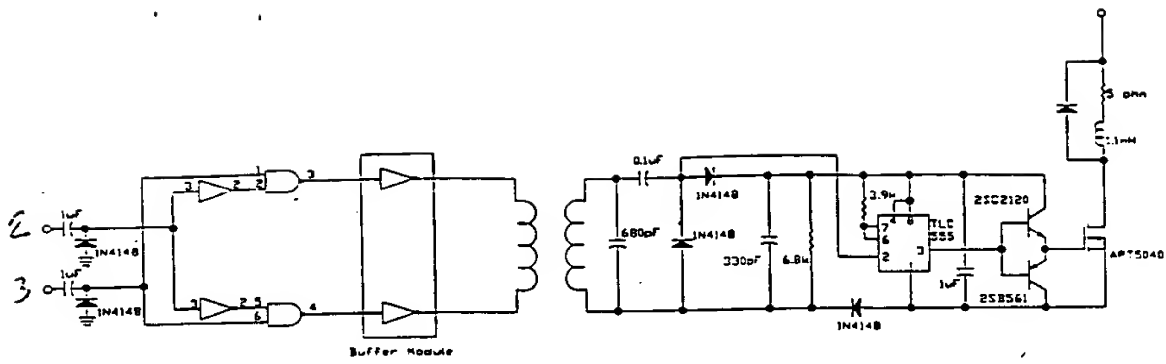 5 ohm
.1mH
0.1uF
1N4148
3.9k
4 8
TLC
555
7
6
2
3
2SC2120
1uF
1N4148
680pF
1N4148
330pF
6.8k
1uF
2SB561
APT5040
1N4148
1
2
3
3 2
2
3
1uF
1N4148
3 2 5
6
4
Buffer Module